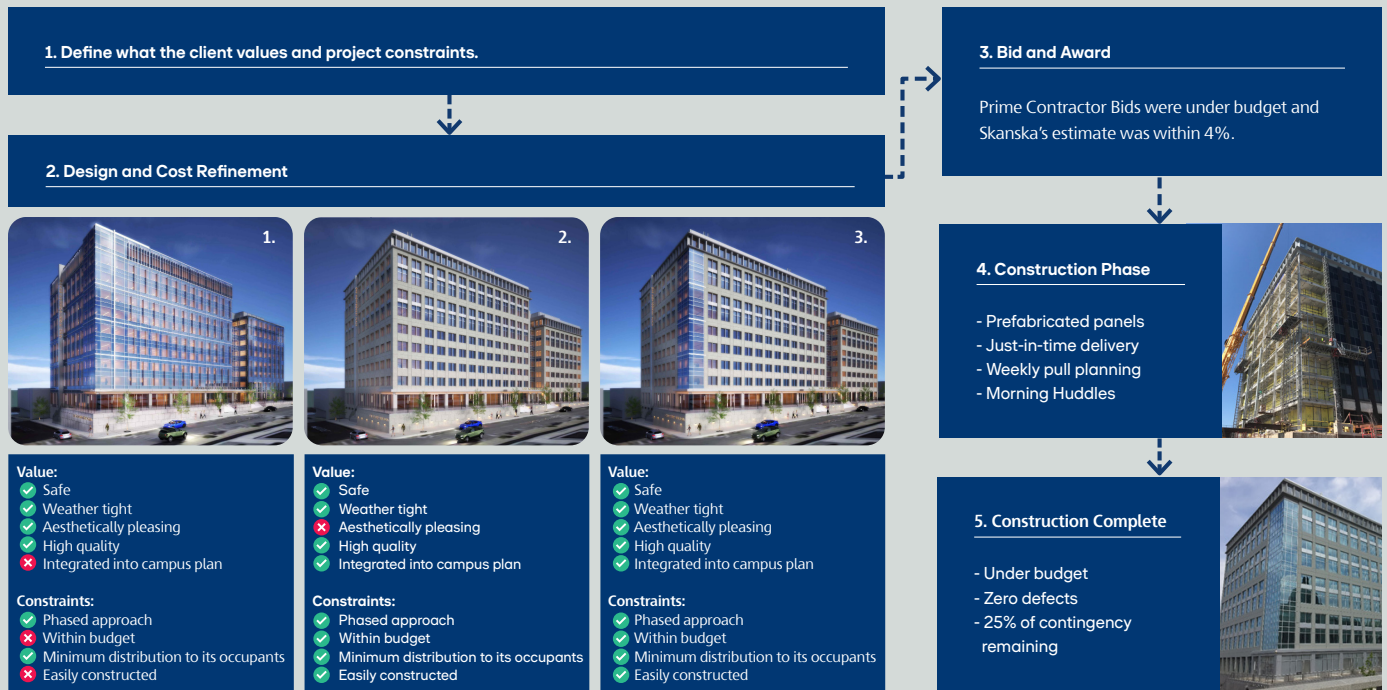 1. Define what the client values and project constraints.
2. Design and Cost Refinement
1.
Value:
Safe
Weather tight
Aesthetically pleasing
High quality
Integrated into campus plan
Constraints:
Phased approach
Within budget
Minimum distribution to its occupants
Easily constructed
2.
Value:
Safe
Weather tight
Aesthetically pleasing
High quality
Integrated into campus plan
Constraints:
Phased approach
Within budget
Minimum distribution to its occupants
Easily constructed
3.
Value:
Safe
Weather tight
Aesthetically pleasing
High quality
Integrated into campus plan
Constraints:
Phased approach
Within budget
Minimum distribution to its occupants
Easily constructed
3. Bid and Award
Prime Contractor Bids were under budget and
Skanska’s estimate was within 4%.
4. Construction Phase
- Prefabricated panels
- Just-in-time delivery
- Weekly pull planning
- Morning Huddles
5. Construction Complete
- Under budget
- Zero defects
- 25% of contingency
remaining